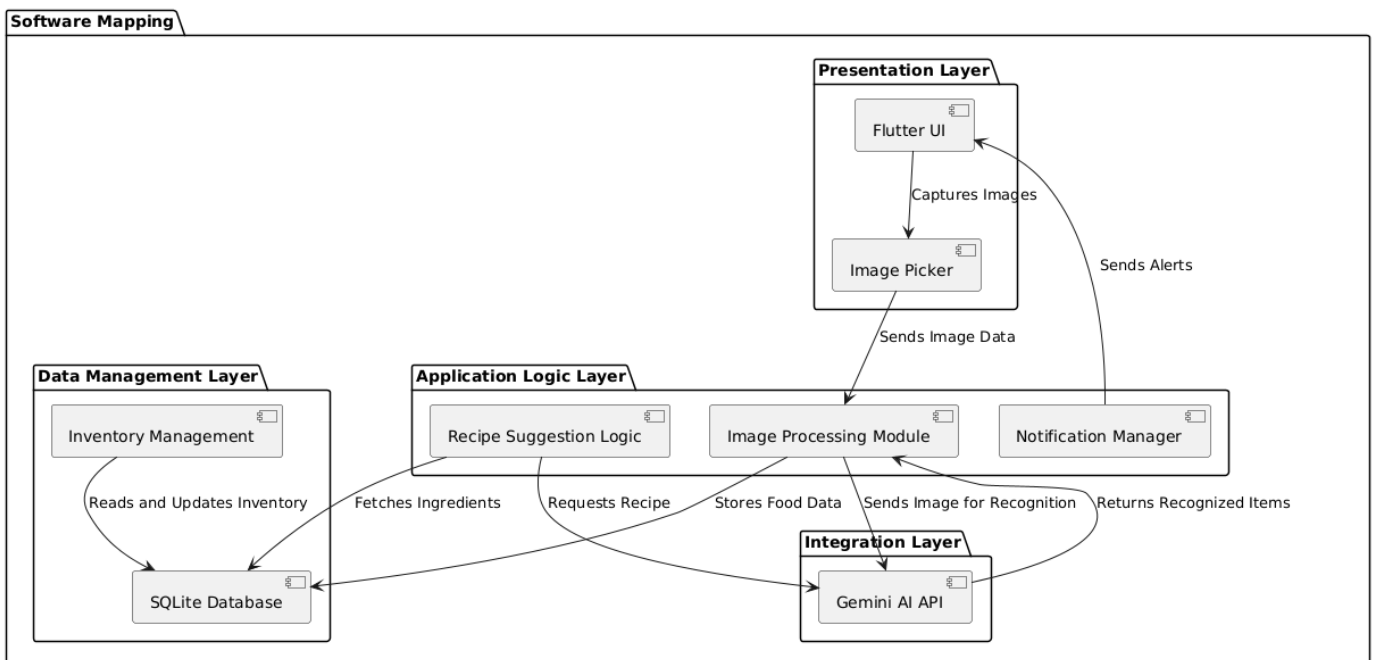 Software Mapping
Presentation Layer
Flutter UI
Captures Images
Image Picker
Sends Alerts
Sends Image Data
Data Management Layer
Application Logic Layer
Inventory Management
Recipe Suggestion Logic
Image Processing Module
Notification Manager
Reads and Updates Inventory
Fetches Ingredients
Requests Recipe
Stores Food Data
Sends Image for Recognition
Returns Recognized Items
Integration Layer
SQLite Database
Gemini AI API